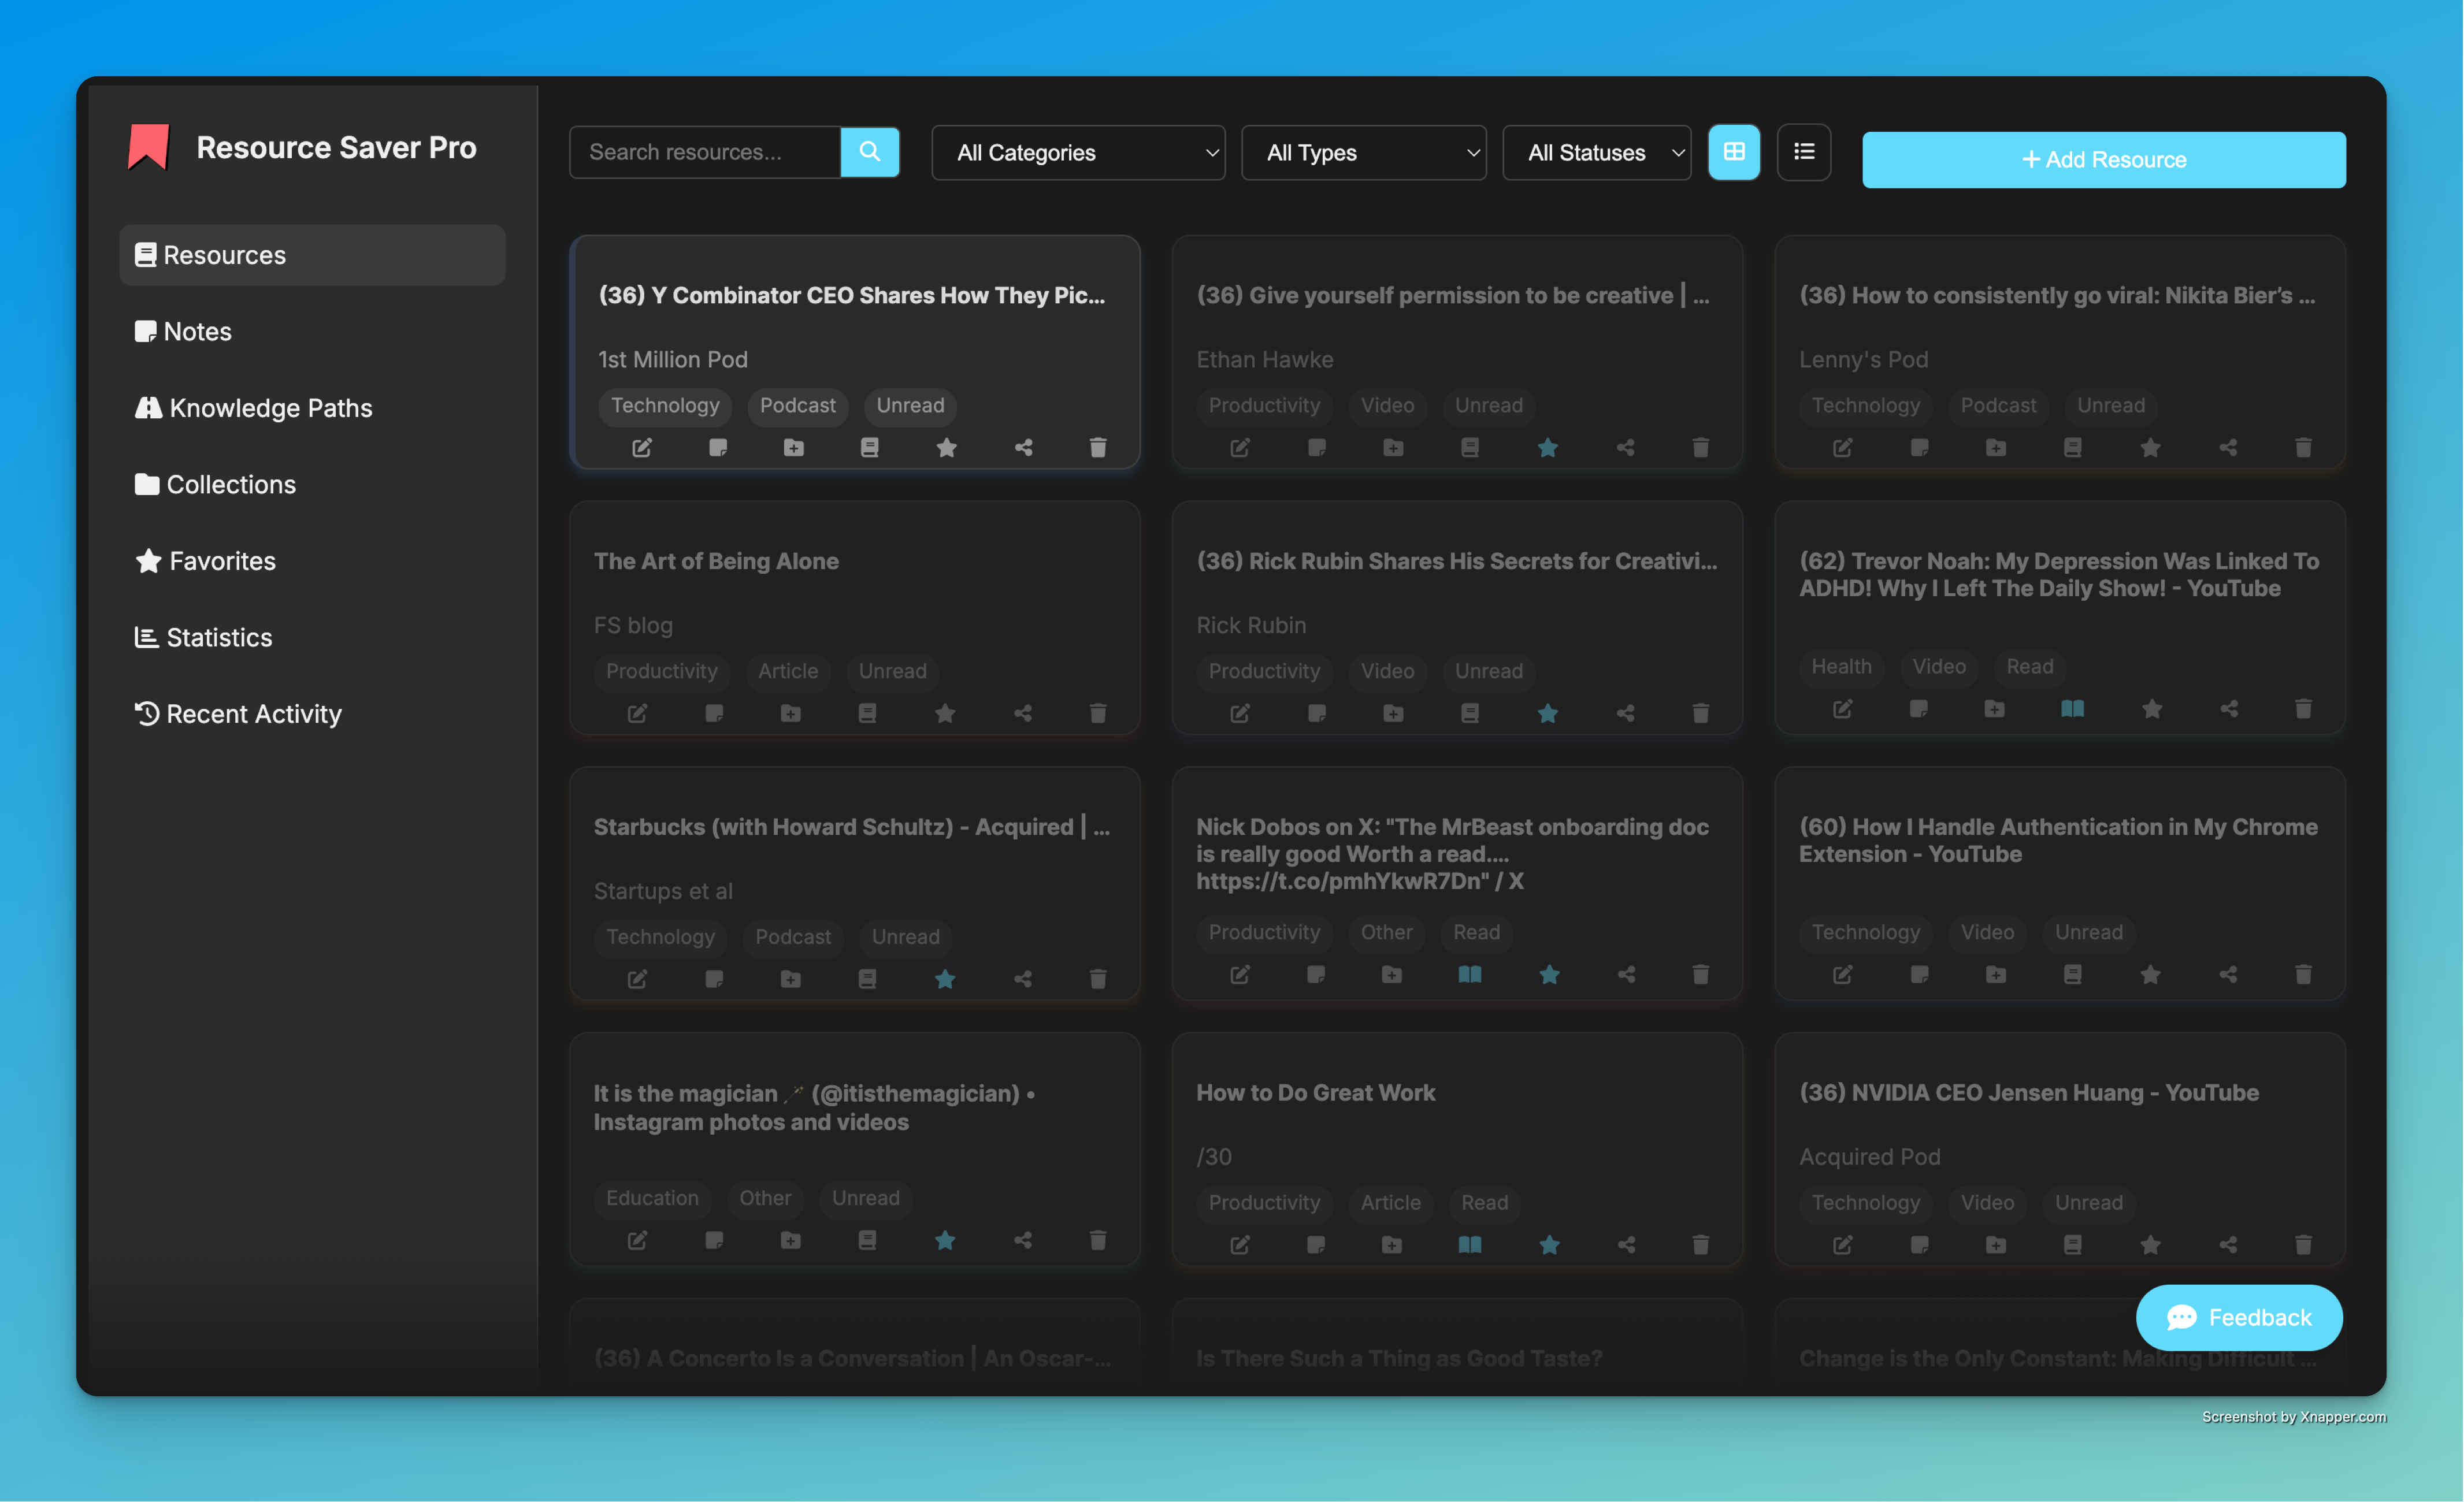 Resource Saver Pro
Resources
Notes
Knowledge Paths
Collections
Favorites
Statistics
Recent Activity
Search resources...
All Categories
All Types
All Statuses
+ Add Resource
(36) Y Combinator CEO Shares How They Pic...
1st Million Pod
Technology Podcast Unread
(36) Give yourself permission to be creative | ...
Ethan Hawke
Productivity Video Unread
(36) How to consistently go viral: Nikita Bier’s ...
Lenny's Pod
Technology Podcast Unread
The Art of Being Alone
FS blog
Productivity Article Unread
(36) Rick Rubin Shares His Secrets for Creativi...
Rick Rubin
Productivity Video Unread
(62) Trevor Noah: My Depression Was Linked To
ADHD! Why I Left The Daily Show! - YouTube
Health Video Read
Starbucks (with Howard Schultz) - Acquired | ...
Startups et al
Technology Podcast Unread
Nick Dobos on X: "The MrBeast onboarding doc
is really good Worth a read....
https://t.co/pmhYkwR7Dn" / X
Productivity Other Read
(60) How I Handle Authentication in My Chrome
Extension - YouTube
Technology Video Unread
It is the magician 🪄 (@itisthemagician) •
Instagram photos and videos
Education Other Unread
How to Do Great Work
/30
Productivity Article Read
(36) NVIDIA CEO Jensen Huang - YouTube
Acquired Pod
Technology Video Unread
(36) A Concerto Is a Conversation | An Oscar-...
Is There Such a Thing as Good Taste?
Change is the Only Constant: Making Difficult ...
Feedback
Screenshot by Xnapper.com